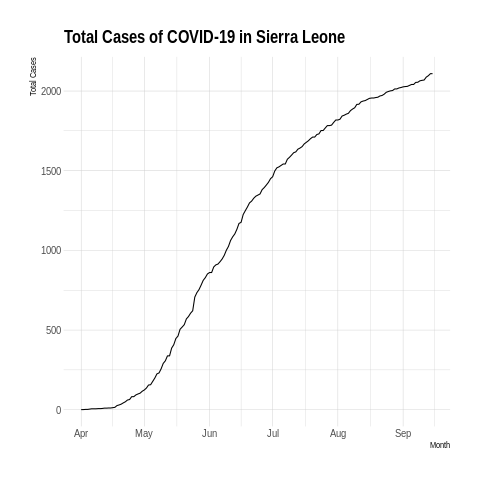 Total Cases of COVID-19 in Sierra Leone
Total Cases
2000
1500
1000
500
0
Apr May Jun Jul Aug Sep
Month